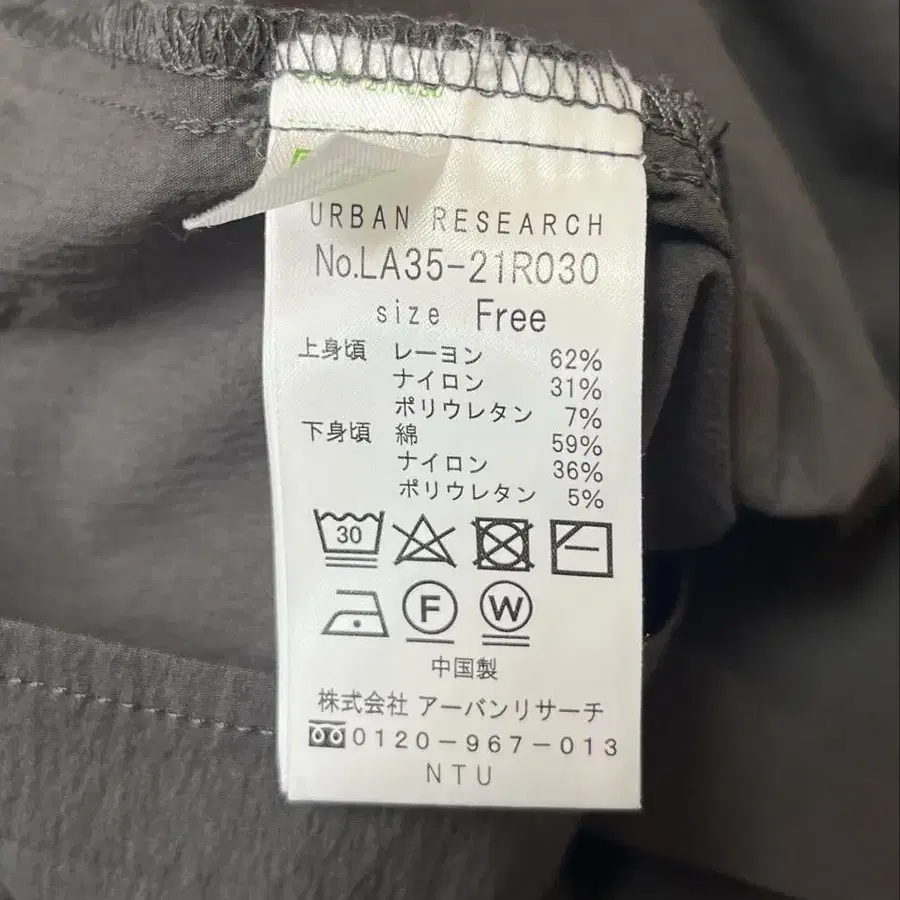 URBAN RESEARCH
No.LA35-21R030
size Free
上身頃 レーヨン 62%
ナイロン 31%
ポリウレタン 7%
下身頃 綿 59%
ナイロン 36%
ポリウレタン 5%
30
F W
中国製
株式会社 アーバンリサーチ
0120-967-013
NTU